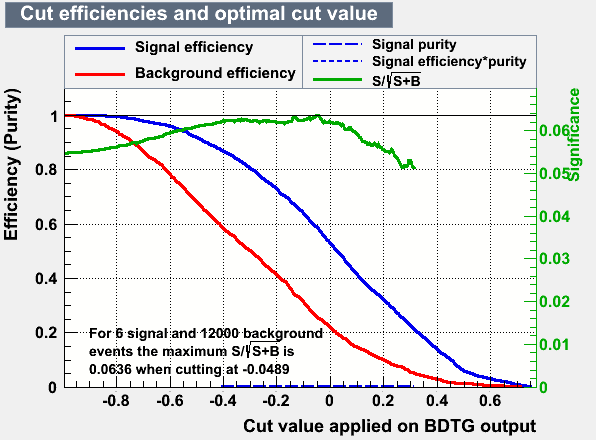 Cut efficiencies and optimal cut value
Signal efficiency
Background efficiency
Signal purity
Signal efficiency*purity
S/√S+B
Efficiency (Purity)
1
0.8
0.6
0.4
0.2
0
Significance
0.06
0.05
0.04
0.03
0.02
0.01
0
For 6 signal and 12000 background
events the maximum S/√S+B is
0.0636 when cutting at -0.0489
-0.8 -0.6 -0.4 -0.2 0 0.2 0.4 0.6
Cut value applied on BDTG output